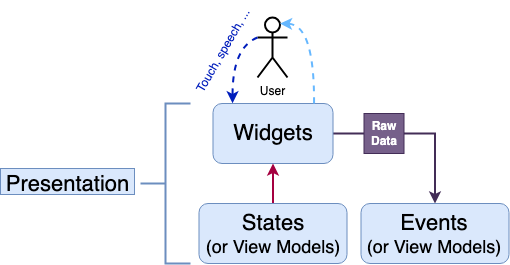 Touch, speech, ...
User
Widgets
Raw
Data
Presentation
States
(or View Models)
Events
(or View Models)